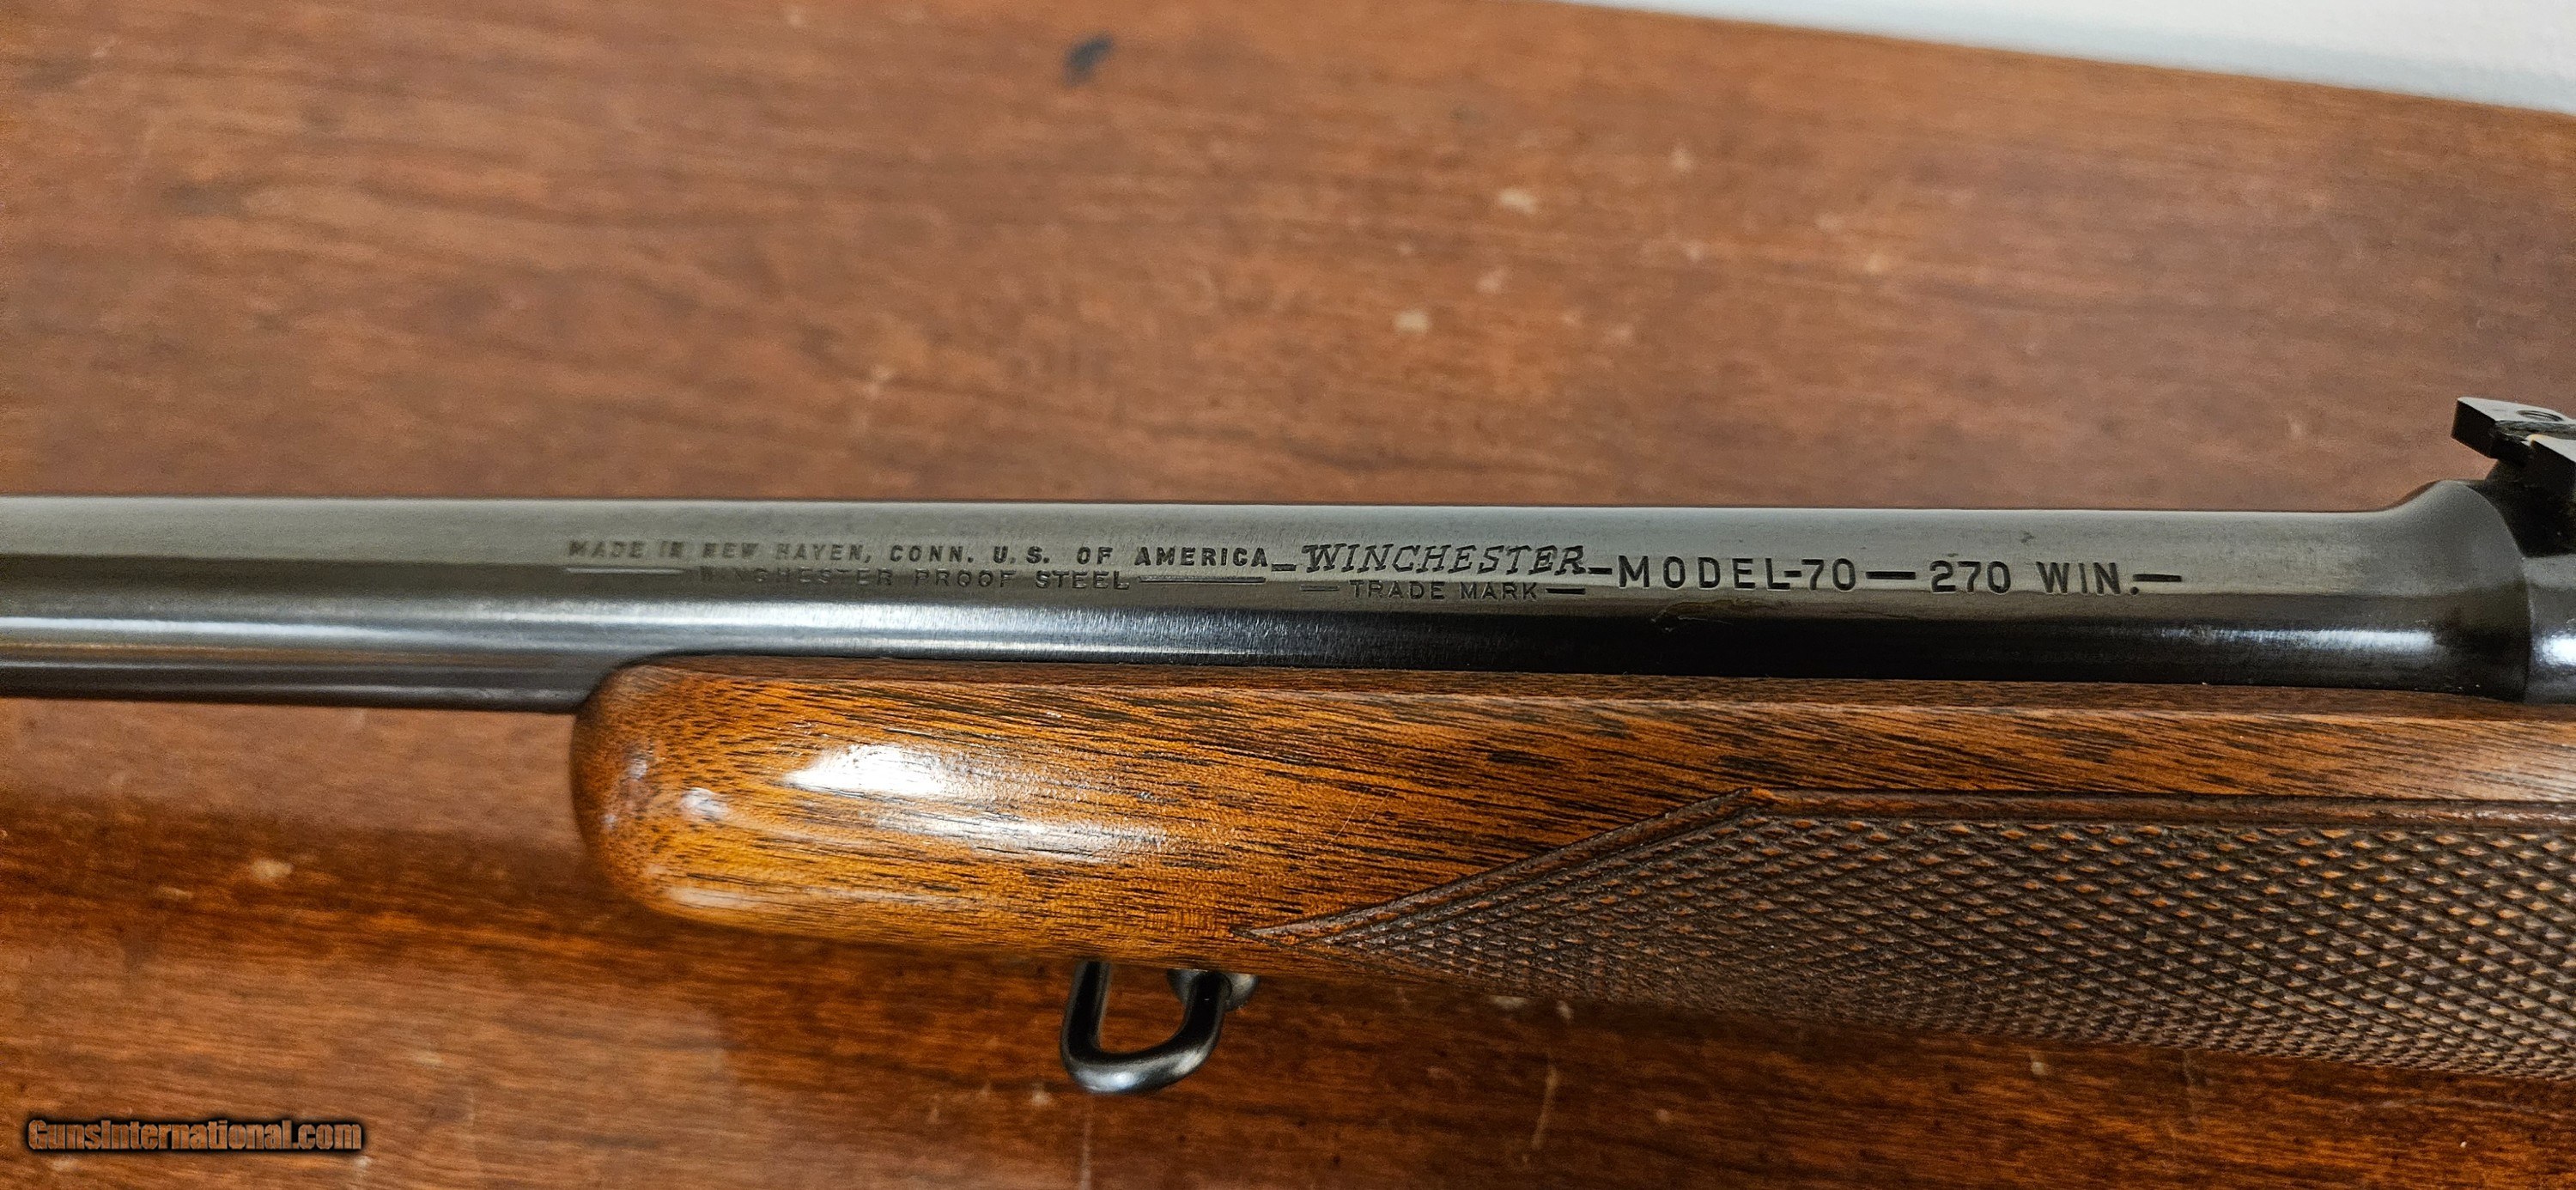 MADE IN NEW HAVEN, CONN. U.S. OF AMERICA—WINCHESTER—MODEL-70—270 WIN.—
—WINCHESTER PROOF STEEL— —TRADE MARK—
GunsInternational.com